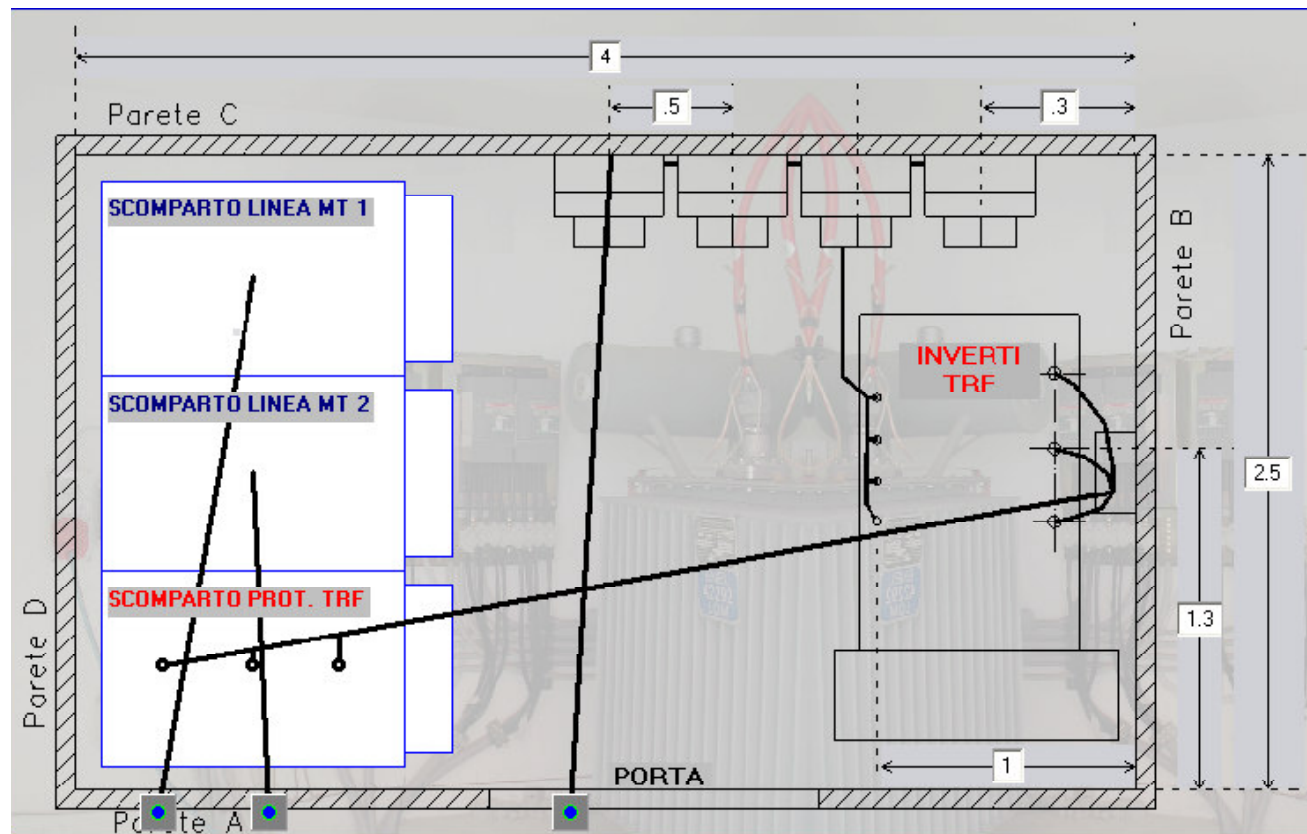 4
.5
.3
Parete C
SCOMPARTO LINEA MT 1
Parete B
INVERTI
TRF
SCOMPARTO LINEA MT 2
2.5
SCOMPARTO PROT. TRF
1.3
Parete D
1
PORTA
Parete A